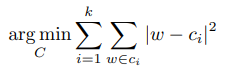 arg min_C ∑_{i=1}^{k} ∑_{w∈c_i} |w − c_i|²